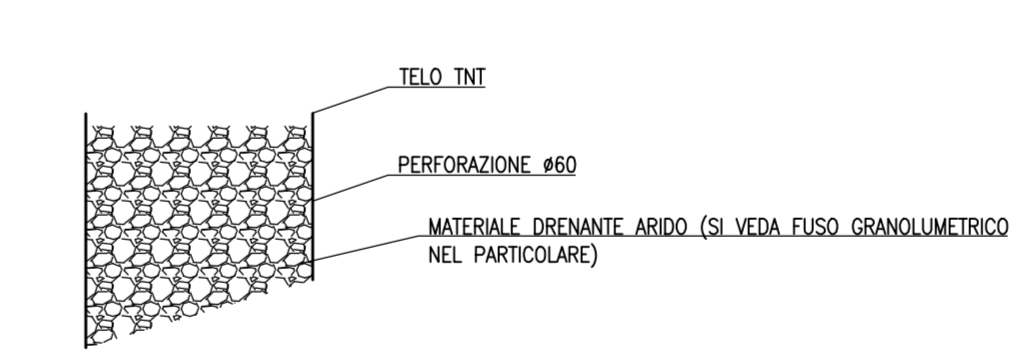 TELO TNT
PERFORAZIONE ø60
MATERIALE DRENANTE ARIDO (SI VEDA FUSO GRANOLUMETRICO
NEL PARTICOLARE)